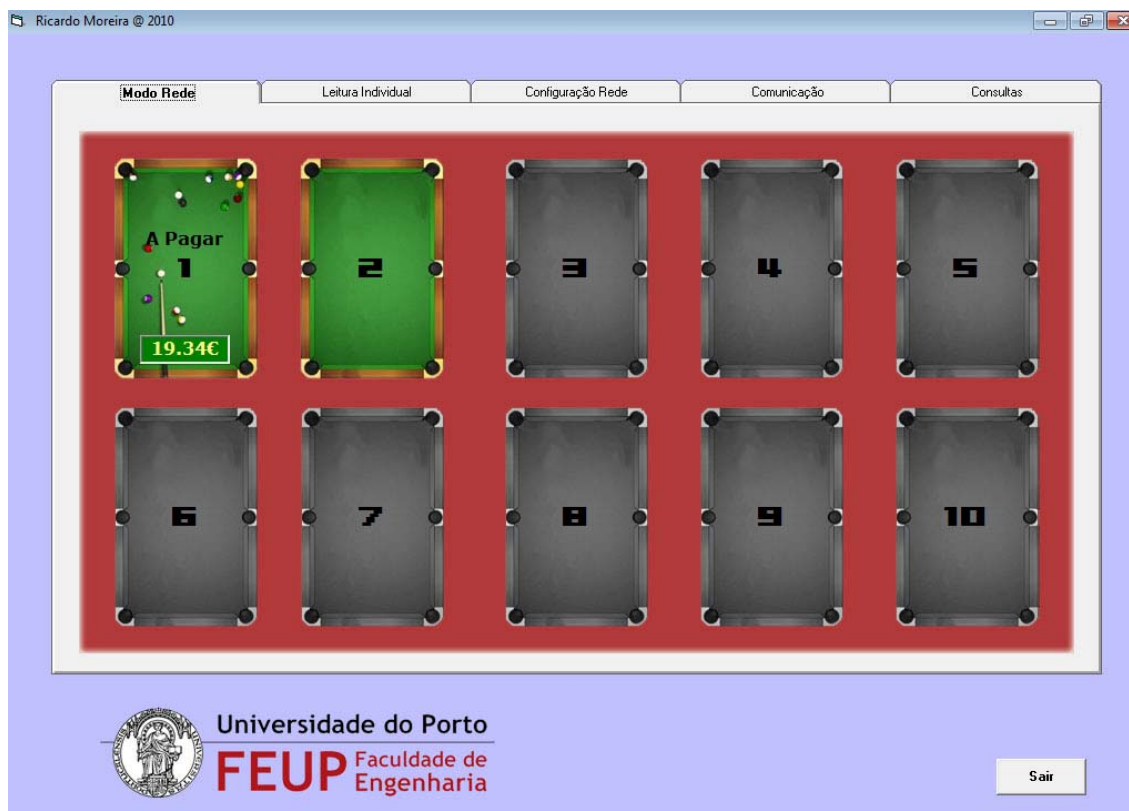 Ricardo Moreira @ 2010
Modo Rede
Leitura Individual
Configuração Rede
Comunicação
Consultas
A Pagar
1
19.34€
2
3
4
5
6
7
8
9
10
Universidade do Porto
FEUP
Faculdade de
Engenharia
Sair